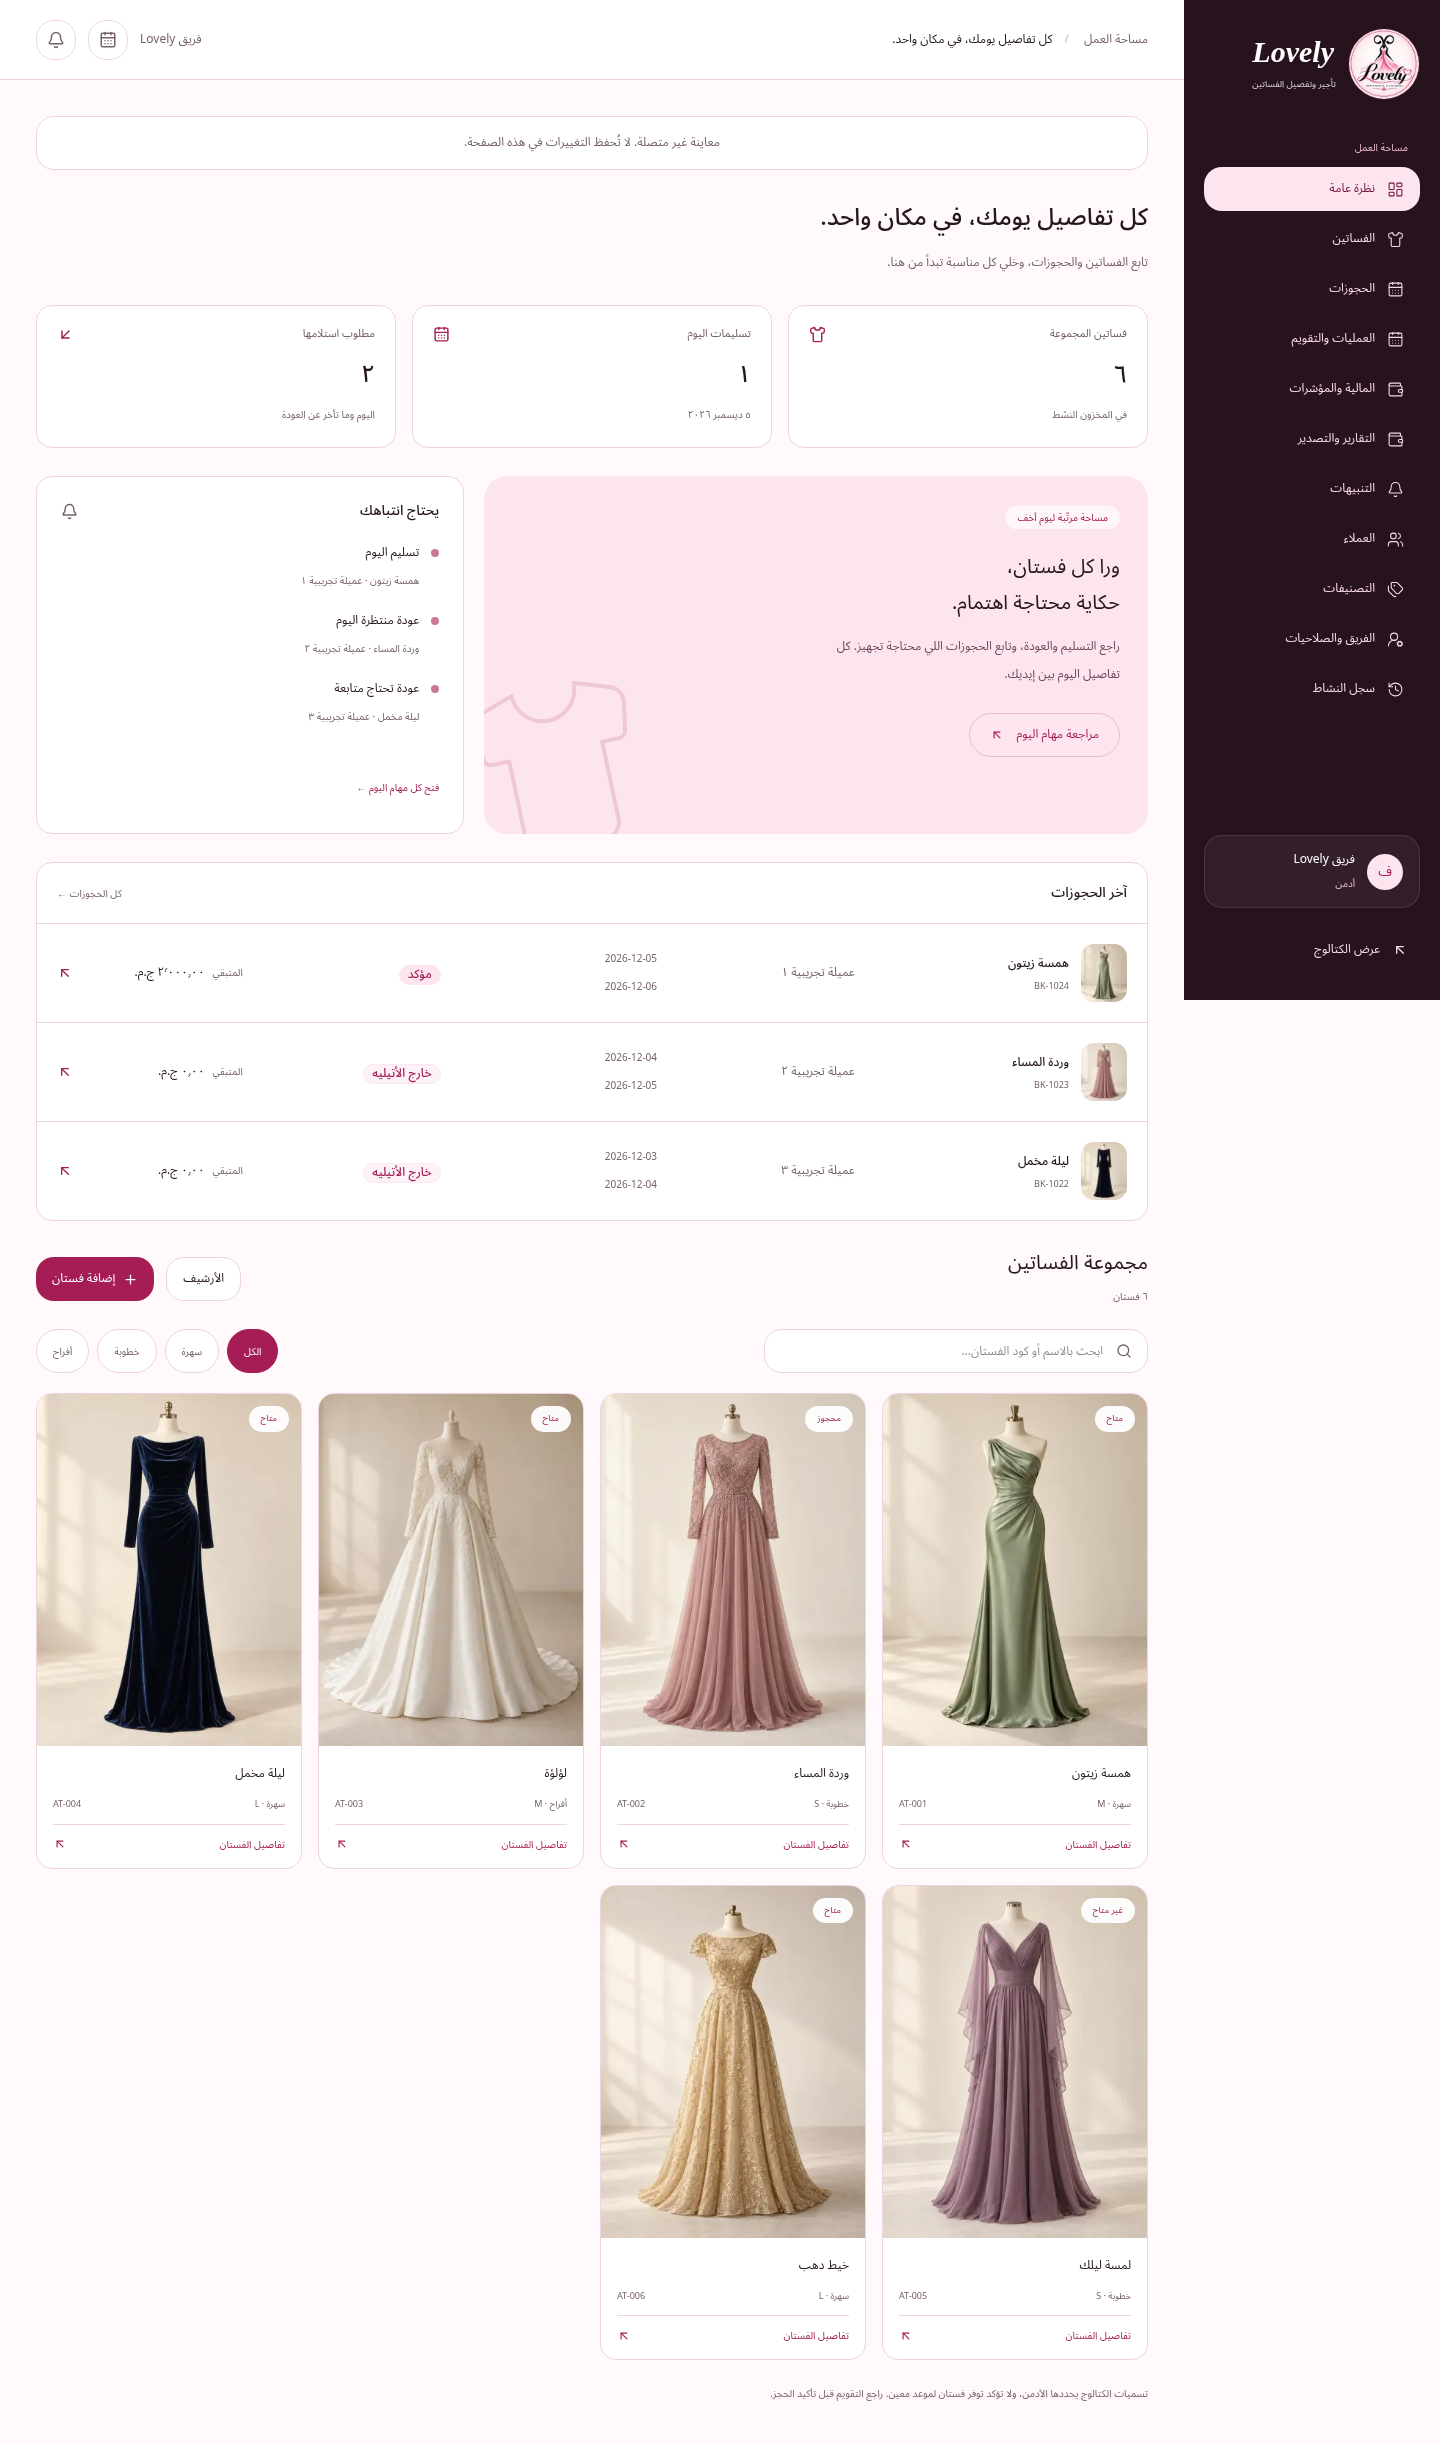 Lovely
Lovely
تأجير وتفصيل الفساتين
مساحة العمل
نظرة عامة
الفساتين
الحجوزات
العمليات والتقويم
المالية والمؤشرات
التقارير والتصدير
التنبيهات
العملاء
التصنيفات
الفريق والصلاحيات
سجل النشاط
ف
فريق Lovely
أدمن
عرض الكتالوج
مساحة العمل / كل تفاصيل يومك، في مكان واحد.
فريق Lovely
معاينة غير متصلة. لا تُحفظ التغييرات في هذه الصفحة.
كل تفاصيل يومك، في مكان واحد.
تابع الفساتين والحجوزات، وخلي كل مناسبة تبدأ من هنا.
فساتين المجموعة
٦
في المخزون النشط
تسليمات اليوم
١
٥ ديسمبر ٢٠٢٦
مطلوب استلامها
٢
اليوم وما تأخر عن العودة
مساحة مرتّبة ليوم أخف
ورا كل فستان،
حكاية محتاجة اهتمام.
راجع التسليم والعودة، وتابع الحجوزات اللي محتاجة تجهيز. كل
تفاصيل اليوم بين إيديك.
مراجعة مهام اليوم
يحتاج انتباهك
تسليم اليوم
همسة زيتون · عميلة تجريبية ١
عودة منتظرة اليوم
وردة المساء · عميلة تجريبية ٢
عودة تحتاج متابعة
ليلة مخمل · عميلة تجريبية ٣
فتح كل مهام اليوم ←
آخر الحجوزات
كل الحجوزات ←
همسة زيتون
BK-1024
عميلة تجريبية ١
2026-12-05
2026-12-06
مؤكد
المتبقي ٢٬٠٠٠٫٠٠ ج.م.
وردة المساء
BK-1023
عميلة تجريبية ٢
2026-12-04
2026-12-05
خارج الأتيليه
المتبقي ٠٫٠٠ ج.م.
ليلة مخمل
BK-1022
عميلة تجريبية ٣
2026-12-03
2026-12-04
خارج الأتيليه
المتبقي ٠٫٠٠ ج.م.
مجموعة الفساتين
٦ فستان
الأرشيف
إضافة فستان
ابحث بالاسم أو كود الفستان...
الكل
سهرة
خطوبة
أفراح
متاح
همسة زيتون
سهرة · M
AT-001
تفاصيل الفستان
محجوز
وردة المساء
خطوبة · S
AT-002
تفاصيل الفستان
متاح
لؤلؤة
أفراح · M
AT-003
تفاصيل الفستان
متاح
ليلة مخمل
سهرة · L
AT-004
تفاصيل الفستان
غير متاح
لمسة ليلك
خطوبة · S
AT-005
تفاصيل الفستان
متاح
خيط دهب
سهرة · L
AT-006
تفاصيل الفستان
تسميات الكتالوج يحددها الأدمن، ولا تؤكد توفر فستان لموعد معين. راجع التقويم قبل تأكيد الحجز.